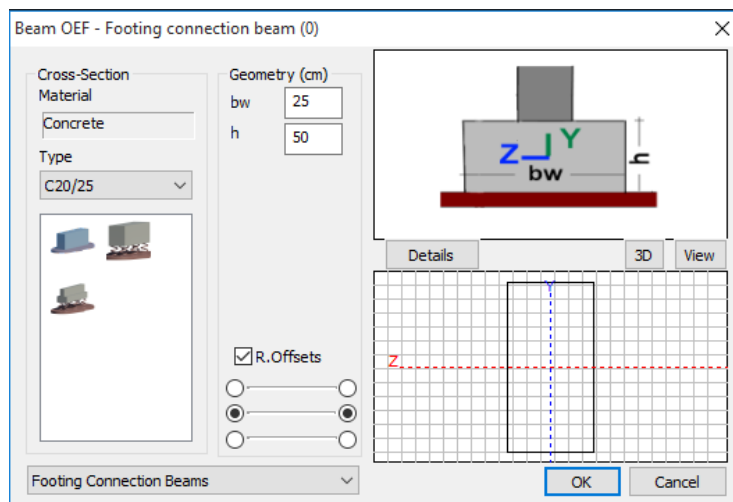 Beam OEF - Footing connection beam (0)
Cross-Section
Material
Concrete
Type
C20/25
Geometry (cm)
bw 25
h 50
R.Offsets
Footing Connection Beams
Z Y
bw
h
Details 3D View
Y
Z
OK Cancel